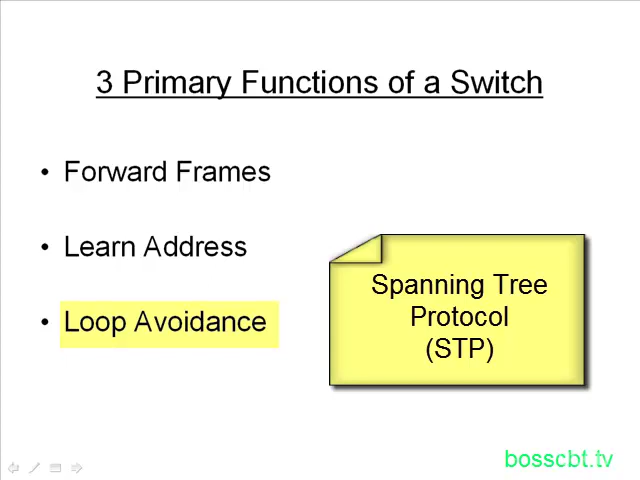 3 Primary Functions of a Switch
• Forward Frames
• Learn Address
• Loop Avoidance
Spanning Tree
Protocol
(STP)
bosscbt.tv